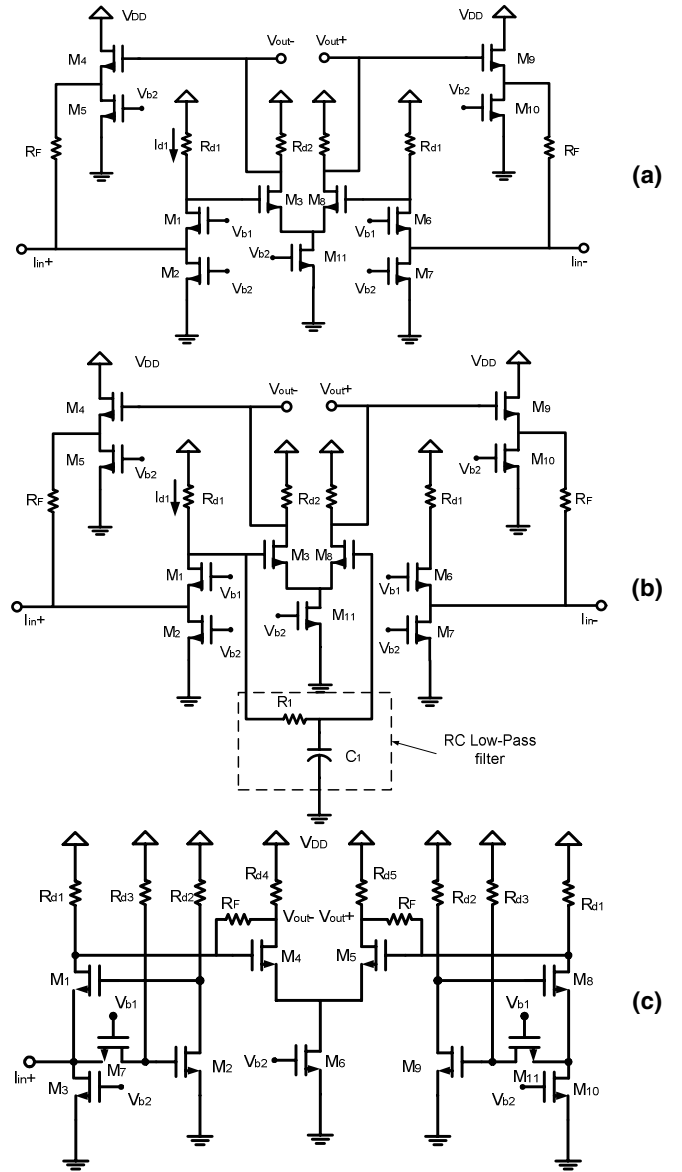 VDD Vout- Vout+ VDD
M4 M9
Vb2 Vb2
M5 M10
RF Id1 Rd1 Rd2 Rd1 RF
(a)
M1 M3 M8 M6
Vb1 Vb1
Iin+ Vb2 M11 Iin-
M2 M7
Vb2 Vb2
VDD Vout- Vout+ VDD
M4 M9
M5 M10
Vb2 Vb2
RF Id1 Rd1 Rd2 Rd1 RF
M1 M3 M8 M6
(b)
Vb1 Vb1
Iin+ M11 Iin-
M2 Vb2 M7
Vb2 Vb2
R1
RC Low-Pass
filter
C1
VDD
Rd1 Rd3 Rd2 Rd4 Rd5 Rd2 Rd3 Rd1
RF Vout- Vout+ RF
M1 M4 M5 M8
(c)
Vb1 Vb1
Iin+ M7 M2 Vb2 M6 M9 M11
M3 Vb2 Vb2 M10